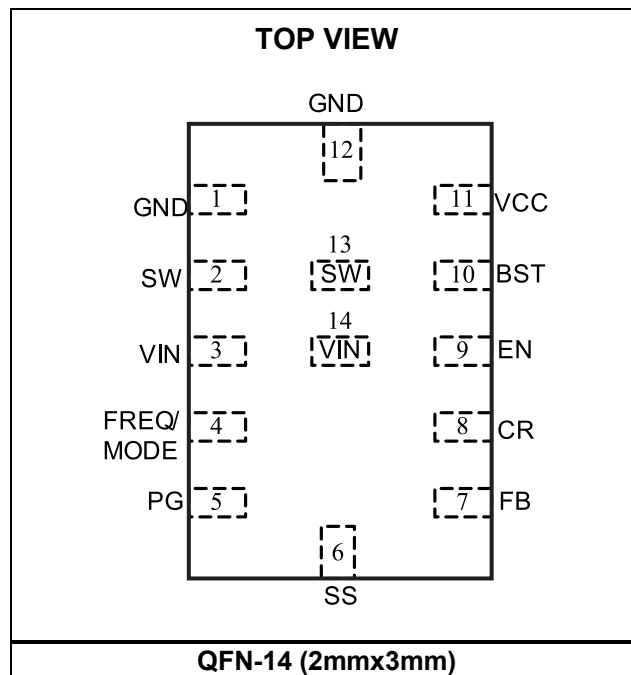 TOP VIEW
GND
12
GND 1 11 VCC
13
SW 2 SW 10 BST
14
VIN 3 VIN 9 EN
FREQ/
MODE 4 8 CR
PG 5 7 FB
6
SS
QFN-14 (2mmx3mm)